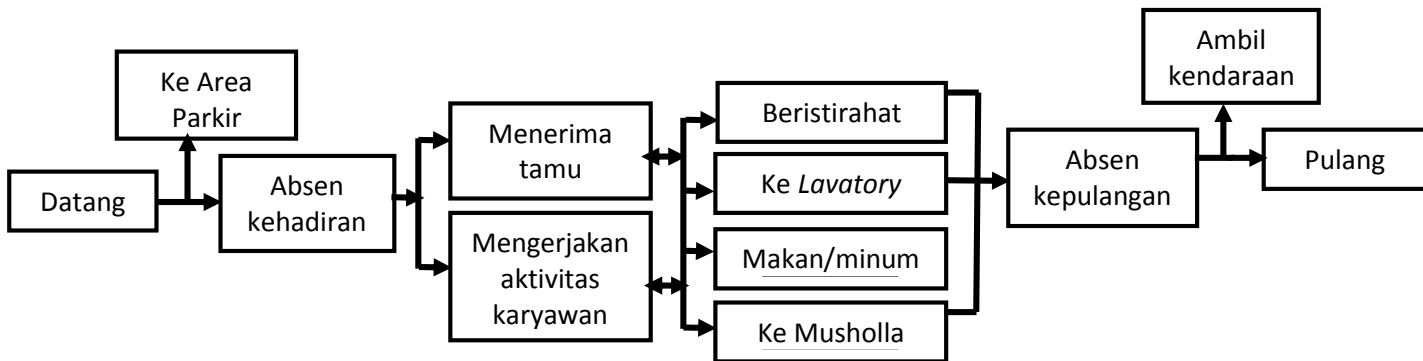 Datang
Ke Area
Parkir
Absen
kehadiran
Menerima
tamu
Mengerjakan
aktivitas
karyawan
Beristirahat
Ke Lavatory
Makan/minum
Ke Musholla
Absen
kepulangan
Ambil
kendaraan
Pulang